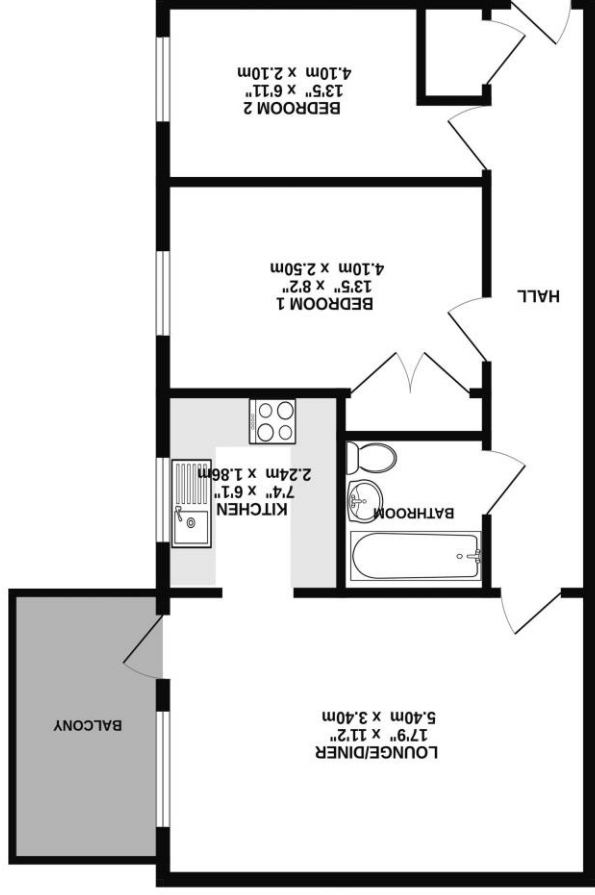 LOUNGE/DINER
17'9" x 11'2"
5.40m x 3.40m
BALCONY
BATHROOM
KITCHEN
7'4" x 6'1"
2.24m x 1.86m
HALL
BEDROOM 1
13'5" x 8'2"
4.10m x 2.50m
BEDROOM 2
13'5" x 6'11"
4.10m x 2.10m